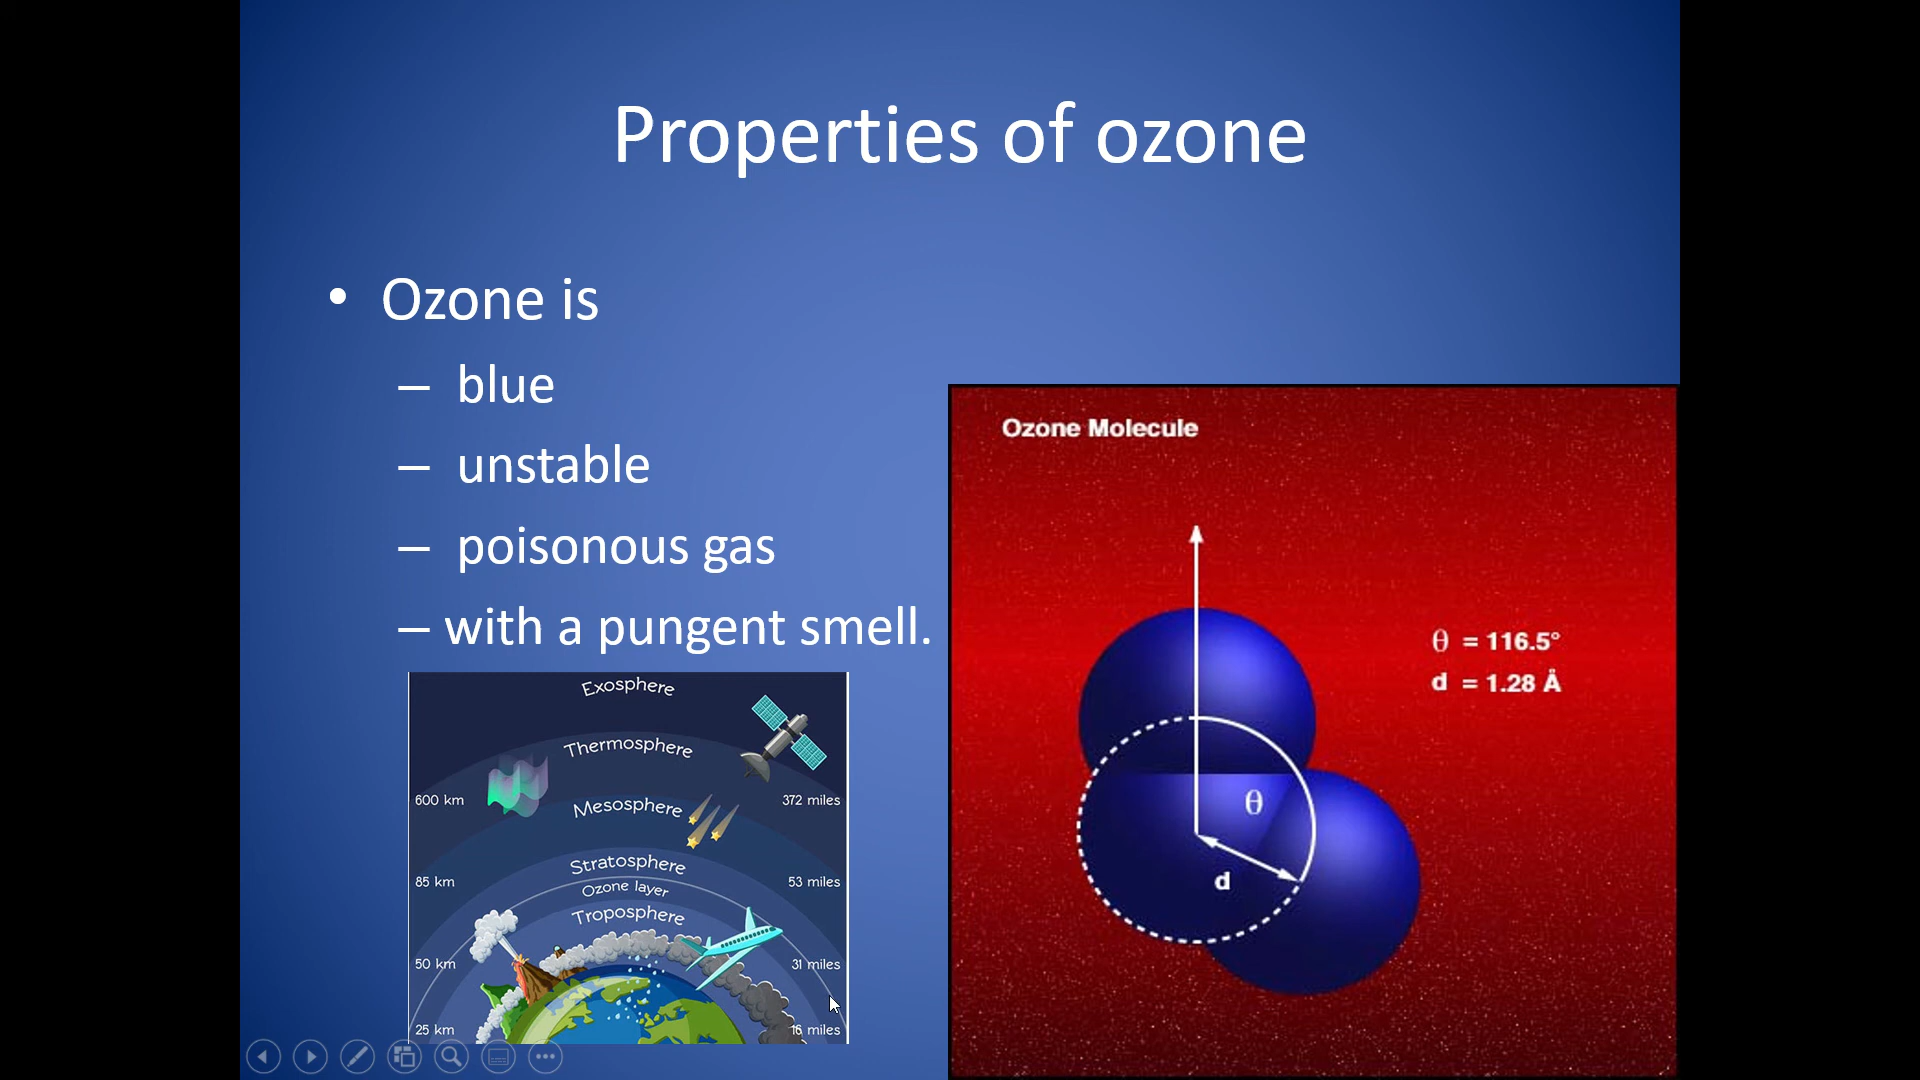 Properties of ozone
• Ozone is
– blue
– unstable
– poisonous gas
– with a pungent smell.
Exosphere
Thermosphere
600 km 372 miles
Mesosphere
Stratosphere
85 km 53 miles
Ozone layer
Troposphere
50 km 31 miles
25 km 16 miles
Ozone Molecule
θ = 116.5°
d = 1.28 Å
θ
d